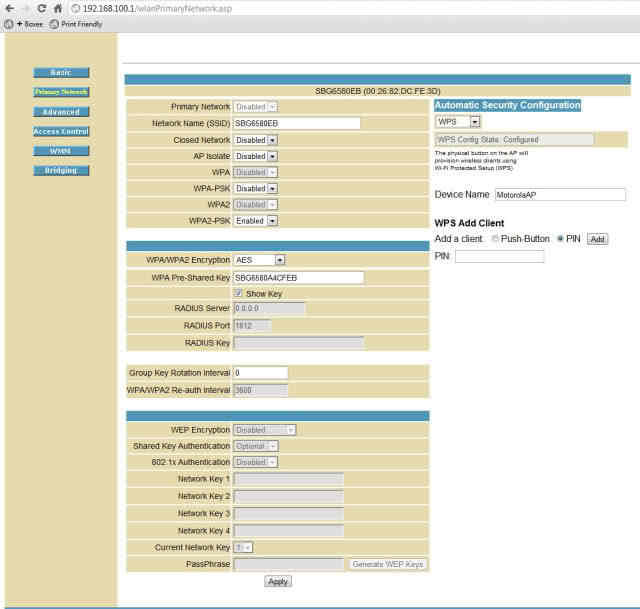 192.168.100.1/wlanPrimaryNetwork.asp
+ Boxee Print Friendly
Basic
Primary Network
Advanced
Access Control
WMM
Bridging
SBG6580EB (00:26:82:DC:FE:3D)
Primary Network Disabled
Network Name (SSID) SBG6580EB
Closed Network Disabled
AP Isolate Disabled
WPA Disabled
WPA-PSK Disabled
WPA2 Disabled
WPA2-PSK Enabled
WPA/WPA2 Encryption AES
WPA Pre-Shared Key SBG6580A4CFEB
Show Key
RADIUS Server 0.0.0.0
RADIUS Port 1812
RADIUS Key
Group Key Rotation Interval 0
WPA/WPA2 Re-auth Interval 3600
WEP Encryption Disabled
Shared Key Authentication Optional
802.1x Authentication Disabled
Network Key 1
Network Key 2
Network Key 3
Network Key 4
Current Network Key 1
PassPhrase Generate WEP Keys
Apply
Automatic Security Configuration
WPS
WPS Config State: Configured
The physical button on the AP will
provision wireless clients using
Wi-Fi Protected Setup (WPS)
Device Name MotorolaAP
WPS Add Client
Add a client: Push-Button PIN Add
PIN: